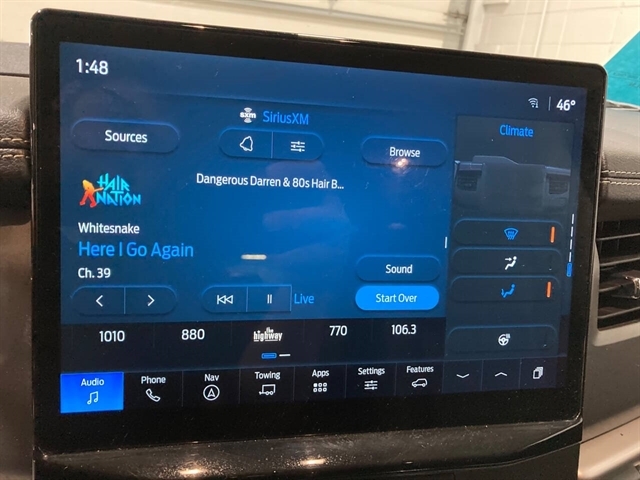 1:48
46°
sxm SiriusXM
Climate
Sources
Browse
HAIR
NATION
Dangerous Darren & 80s Hair B...
Whitesnake
Here I Go Again
Ch. 39
Sound
Live
Start Over
1010
880
the
highway
770
106.3
Audio
Phone
Nav
Towing
Apps
Settings
Features